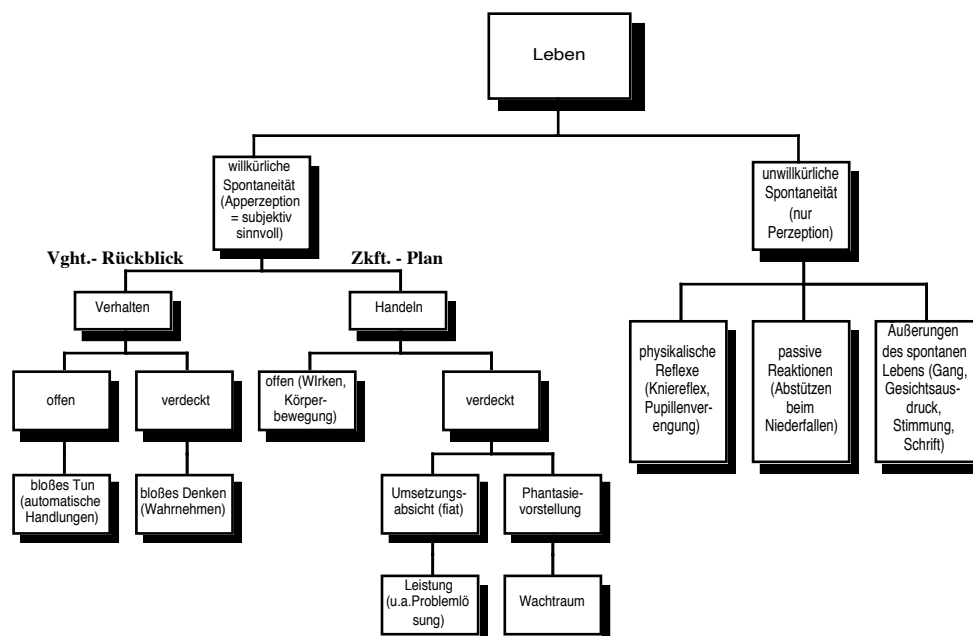 Leben
willkürliche
Spontaneität
(Apperzeption
= subjektiv
sinnvoll)
unwillkürliche
Spontaneität
(nur
Perzeption)
Vght.- Rückblick
Zkft. - Plan
Verhalten
Handeln
offen
verdeckt
offen (WIrken,
Körper-
bewegung)
verdeckt
physikalische
Reflexe
(Kniereflex,
Pupillenver-
engung)
passive
Reaktionen
(Abstützen
beim
Niederfallen)
Äußerungen
des spontanen
Lebens (Gang,
Gesichtsaus-
druck,
Stimmung,
Schrift)
bloßes Tun
(automatische
Handlungen)
bloßes Denken
(Wahrnehmen)
Umsetzungs-
absicht (fiat)
Phantasie-
vorstellung
Leistung
(u.a.Problemlö
sung)
Wachtraum